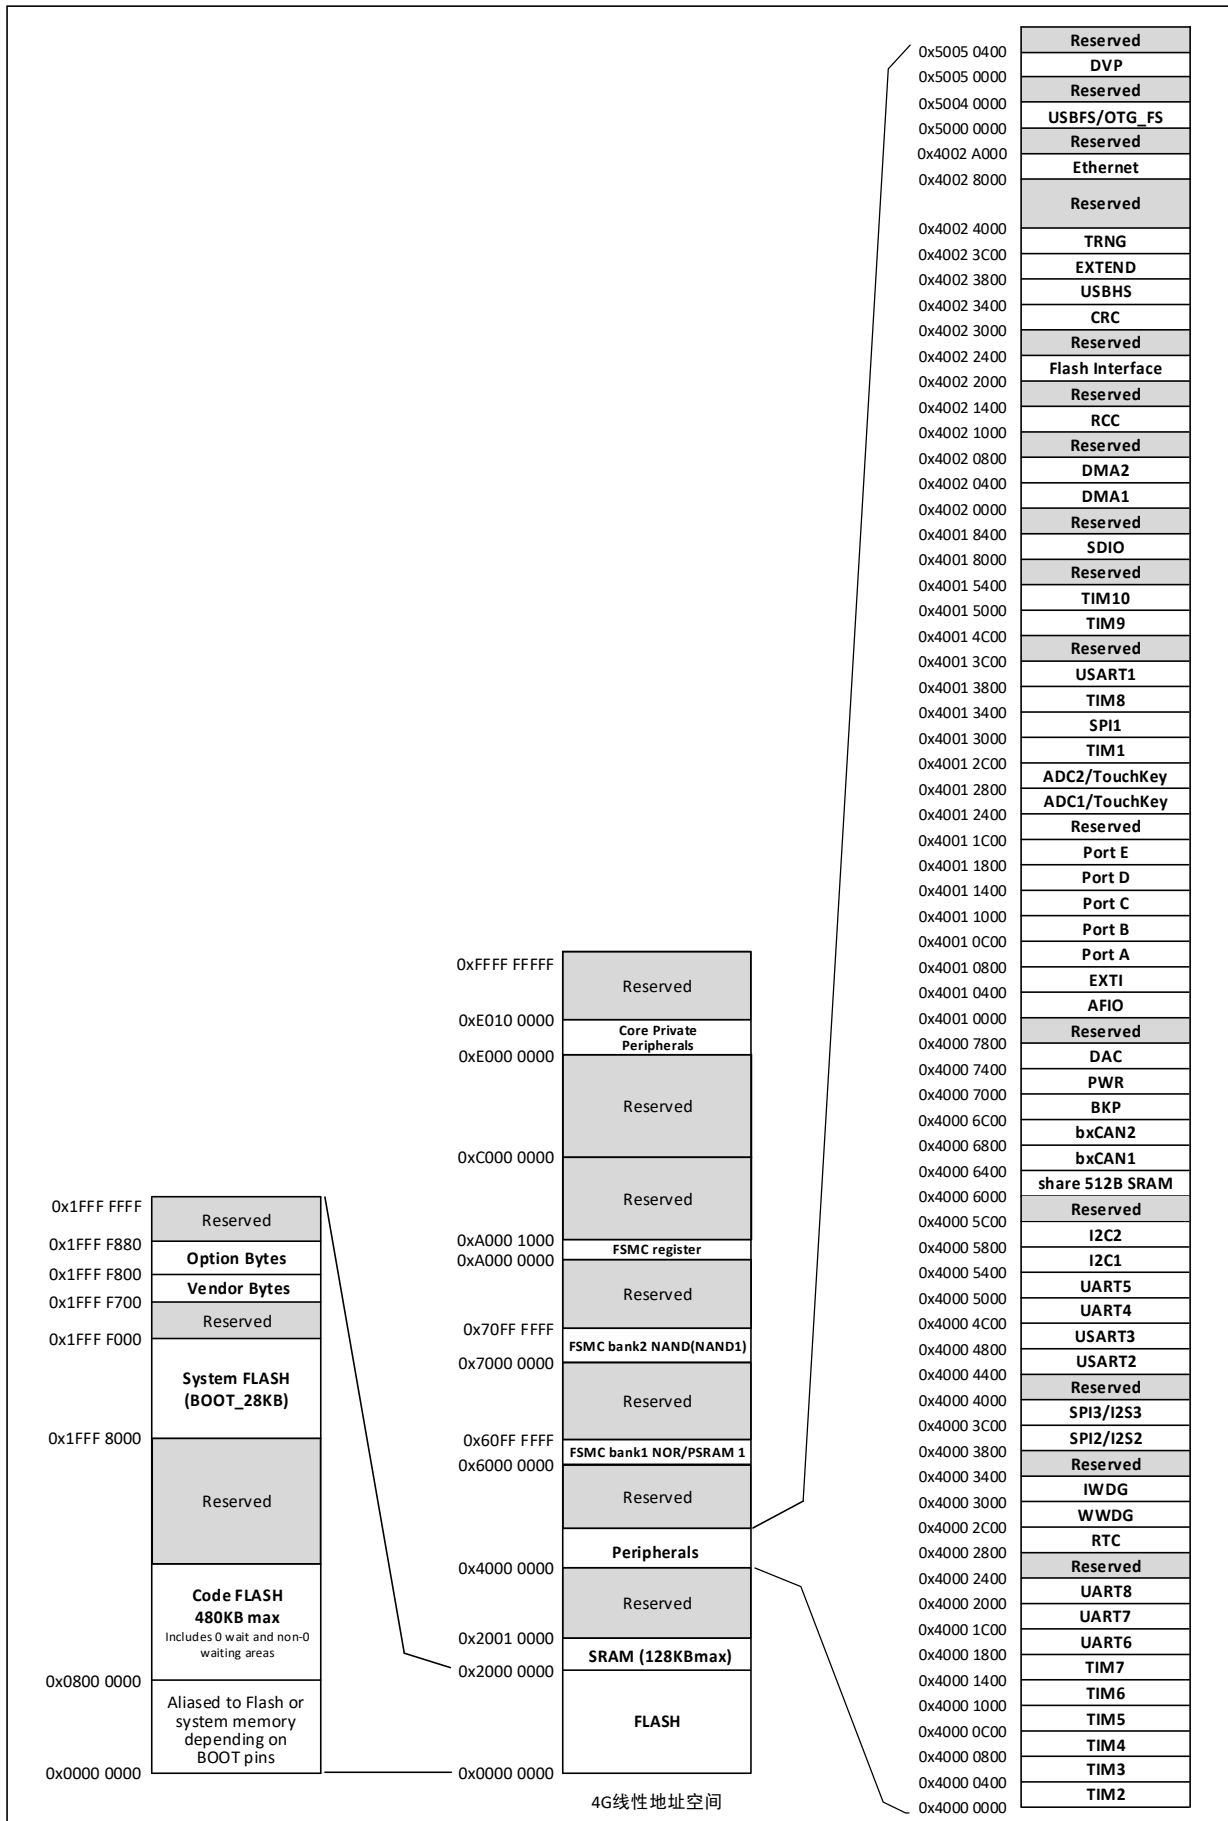 0x1FFF FFFF
Reserved
0x1FFF F880
Option Bytes
0x1FFF F800
Vendor Bytes
0x1FFF F700
Reserved
0x1FFF F000
System FLASH
(BOOT_28KB)
0x1FFF 8000
Reserved
Code FLASH
480KB max
Includes 0 wait and non-0
waiting areas
0x0800 0000
Aliased to Flash or
system memory
depending on
BOOT pins
0x0000 0000
0xFFFF FFFFF
Reserved
0xE010 0000
Core Private
Peripherals
0xE000 0000
Reserved
0xC000 0000
Reserved
0xA000 1000
FSMC register
0xA000 0000
Reserved
0x70FF FFFF
FSMC bank2 NAND(NAND1)
0x7000 0000
Reserved
0x60FF FFFF
FSMC bank1 NOR/PSRAM 1
0x6000 0000
Reserved
Peripherals
0x4000 0000
Reserved
0x2001 0000
SRAM (128KBmax)
0x2000 0000
FLASH
0x0000 0000
4G线性地址空间
Reserved
0x5005 0400
DVP
0x5005 0000
Reserved
0x5004 0000
USBFS/OTG_FS
0x5000 0000
Reserved
0x4002 A000
Ethernet
0x4002 8000
Reserved
0x4002 4000
TRNG
0x4002 3C00
EXTEND
0x4002 3800
USBHS
0x4002 3400
CRC
0x4002 3000
Reserved
0x4002 2400
Flash Interface
0x4002 2000
Reserved
0x4002 1400
RCC
0x4002 1000
Reserved
0x4002 0800
DMA2
0x4002 0400
DMA1
0x4002 0000
Reserved
0x4001 8400
SDIO
0x4001 8000
Reserved
0x4001 5400
TIM10
0x4001 5000
TIM9
0x4001 4C00
Reserved
0x4001 3C00
USART1
0x4001 3800
TIM8
0x4001 3400
SPI1
0x4001 3000
TIM1
0x4001 2C00
ADC2/TouchKey
0x4001 2800
ADC1/TouchKey
0x4001 2400
Reserved
0x4001 1C00
Port E
0x4001 1800
Port D
0x4001 1400
Port C
0x4001 1000
Port B
0x4001 0C00
Port A
0x4001 0800
EXTI
0x4001 0400
AFIO
0x4001 0000
Reserved
0x4000 7800
DAC
0x4000 7400
PWR
0x4000 7000
BKP
0x4000 6C00
bxCAN2
0x4000 6800
bxCAN1
0x4000 6400
share 512B SRAM
0x4000 6000
Reserved
0x4000 5C00
I2C2
0x4000 5800
I2C1
0x4000 5400
UART5
0x4000 5000
UART4
0x4000 4C00
USART3
0x4000 4800
USART2
0x4000 4400
Reserved
0x4000 4000
SPI3/I2S3
0x4000 3C00
SPI2/I2S2
0x4000 3800
Reserved
0x4000 3400
IWDG
0x4000 3000
WWDG
0x4000 2C00
RTC
0x4000 2800
Reserved
0x4000 2400
UART8
0x4000 2000
UART7
0x4000 1C00
UART6
0x4000 1800
TIM7
0x4000 1400
TIM6
0x4000 1000
TIM5
0x4000 0C00
TIM4
0x4000 0800
TIM3
0x4000 0400
TIM2
0x4000 0000